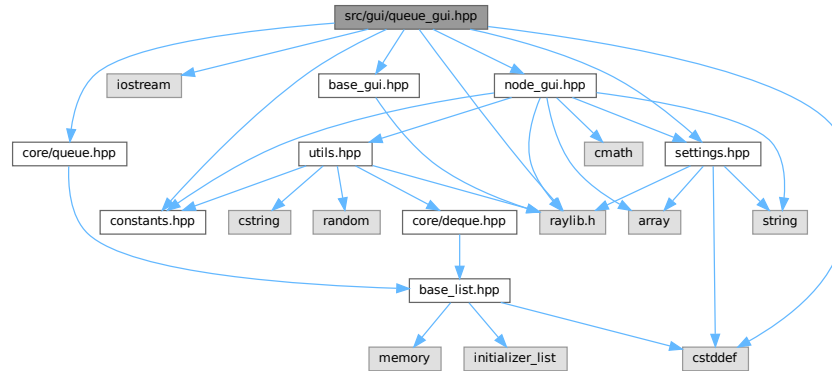 src/gui/queue_gui.hpp
iostream
base_gui.hpp
node_gui.hpp
core/queue.hpp
utils.hpp
cmath
settings.hpp
constants.hpp
cstring
random
core/deque.hpp
raylib.h
array
string
base_list.hpp
memory
initializer_list
cstddef